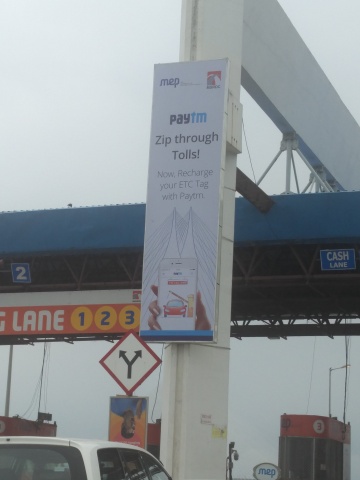 mep
PAYTM
Zip through
Tolls!
Now, Recharge
your ETC Tag
with Paytm.
2
CASH
LANE
G LANE 1 2 3
3
mep